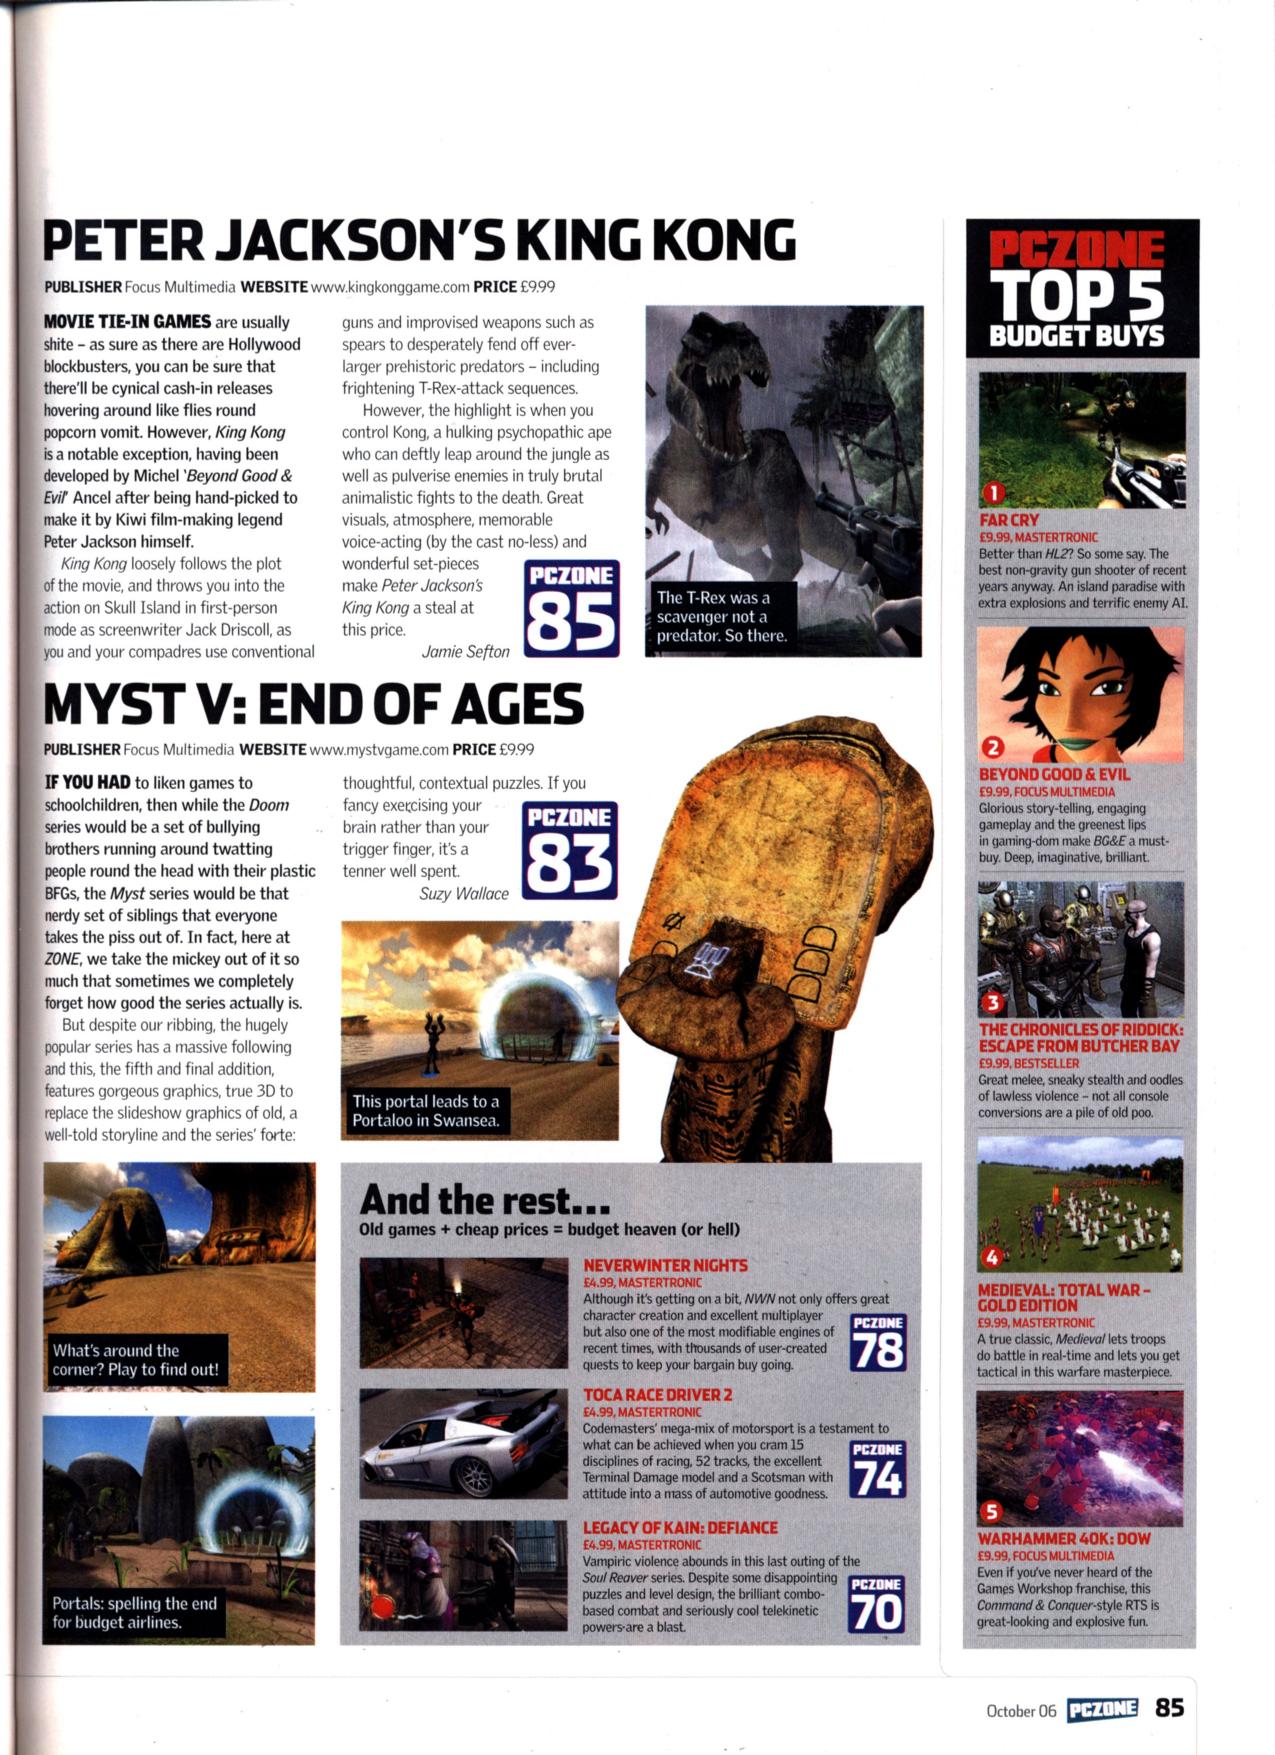 PETER JACKSON'S KING KONG
PUBLISHER Focus Multimedia WEBSITE www.kingkonggame.com PRICE £9.99
MOVIE TIE-IN GAMES are usually
shite – as sure as there are Hollywood
blockbusters, you can be sure that
there'll be cynical cash-in releases
hovering around like flies round
popcorn vomit. However, King Kong
is a notable exception, having been
developed by Michel 'Beyond Good &
Evil' Ancel after being hand-picked to
make it by Kiwi film-making legend
Peter Jackson himself.
King Kong loosely follows the plot
of the movie, and throws you into the
action on Skull Island in first-person
mode as screenwriter Jack Driscoll, as
you and your compadres use conventional
guns and improvised weapons such as
spears to desperately fend off ever-
larger prehistoric predators – including
frightening T-Rex-attack sequences.
However, the highlight is when you
control Kong, a hulking psychopathic ape
who can deftly leap around the jungle as
well as pulverise enemies in truly brutal
animalistic fights to the death. Great
visuals, atmosphere, memorable
voice-acting (by the cast no-less) and
wonderful set-pieces
make Peter Jackson's
King Kong a steal at
this price.
Jamie Sefton
PCZONE
85
The T-Rex was a
scavenger not a
predator. So there.
MYST V: END OF AGES
PUBLISHER Focus Multimedia WEBSITE www.mystvgame.com PRICE £9.99
IF YOU HAD to liken games to
schoolchildren, then while the Doom
series would be a set of bullying
brothers running around twatting
people round the head with their plastic
BFGs, the Myst series would be that
nerdy set of siblings that everyone
takes the piss out of. In fact, here at
ZONE, we take the mickey out of it so
much that sometimes we completely
forget how good the series actually is.
But despite our ribbing, the hugely
popular series has a massive following
and this, the fifth and final addition,
features gorgeous graphics, true 3D to
replace the slideshow graphics of old, a
well-told storyline and the series' forte:
thoughtful, contextual puzzles. If you
fancy exercising your
brain rather than your
trigger finger, it's a
tenner well spent.
Suzy Wallace
PCZONE
83
This portal leads to a
Portaloo in Swansea.
What's around the
corner? Play to find out!
Portals: spelling the end
for budget airlines.
And the rest...
Old games + cheap prices = budget heaven (or hell)
NEVERWINTER NIGHTS
£4.99, MASTERTRONIC
Although it's getting on a bit, NWN not only offers great
character creation and excellent multiplayer
but also one of the most modifiable engines of
recent times, with thousands of user-created
quests to keep your bargain buy going.
PCZONE
78
TOCA RACE DRIVER 2
£4.99, MASTERTRONIC
Codemasters' mega-mix of motorsport is a testament to
what can be achieved when you cram 15
disciplines of racing, 52 tracks, the excellent
Terminal Damage model and a Scotsman with
attitude into a mass of automotive goodness.
PCZONE
74
LEGACY OF KAIN: DEFIANCE
£4.99, MASTERTRONIC
Vampiric violence abounds in this last outing of the
Soul Reaver series. Despite some disappointing
puzzles and level design, the brilliant combo-
based combat and seriously cool telekinetic
powers are a blast.
PCZONE
70
PCZONE
TOP 5
BUDGET BUYS
1
FAR CRY
£9.99, MASTERTRONIC
Better than HL2? So some say. The
best non-gravity gun shooter of recent
years anyway. An island paradise with
extra explosions and terrific enemy AI.
2
BEYOND GOOD & EVIL
£9.99, FOCUS MULTIMEDIA
Glorious story-telling, engaging
gameplay and the greenest lips
in gaming-dom make BG&E a must-
buy. Deep, imaginative, brilliant.
3
THE CHRONICLES OF RIDDICK:
ESCAPE FROM BUTCHER BAY
£9.99, BESTSELLER
Great melee, sneaky stealth and oodles
of lawless violence – not all console
conversions are a pile of old poo.
4
MEDIEVAL: TOTAL WAR –
GOLD EDITION
£9.99, MASTERTRONIC
A true classic, Medieval lets troops
do battle in real-time and lets you get
tactical in this warfare masterpiece.
5
WARHAMMER 40K: DOW
£9.99, FOCUS MULTIMEDIA
Even if you've never heard of the
Games Workshop franchise, this
Command & Conquer-style RTS is
great-looking and explosive fun.
October 06 PCZONE 85